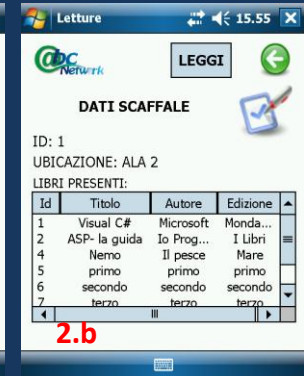 Letture 15.55
abc Network LEGGI
DATI SCAFFALE
ID: 1
UBICAZIONE: ALA 2
LIBRI PRESENTI:
Id Titolo Autore Edizione
1 Visual C# Microsoft Monda...
2 ASP- la guida Io Prog... I Libri
4 Nemo Il pesce Mare
5 primo primo primo
6 secondo secondo secondo
7 terzo terzo terzo
2.b